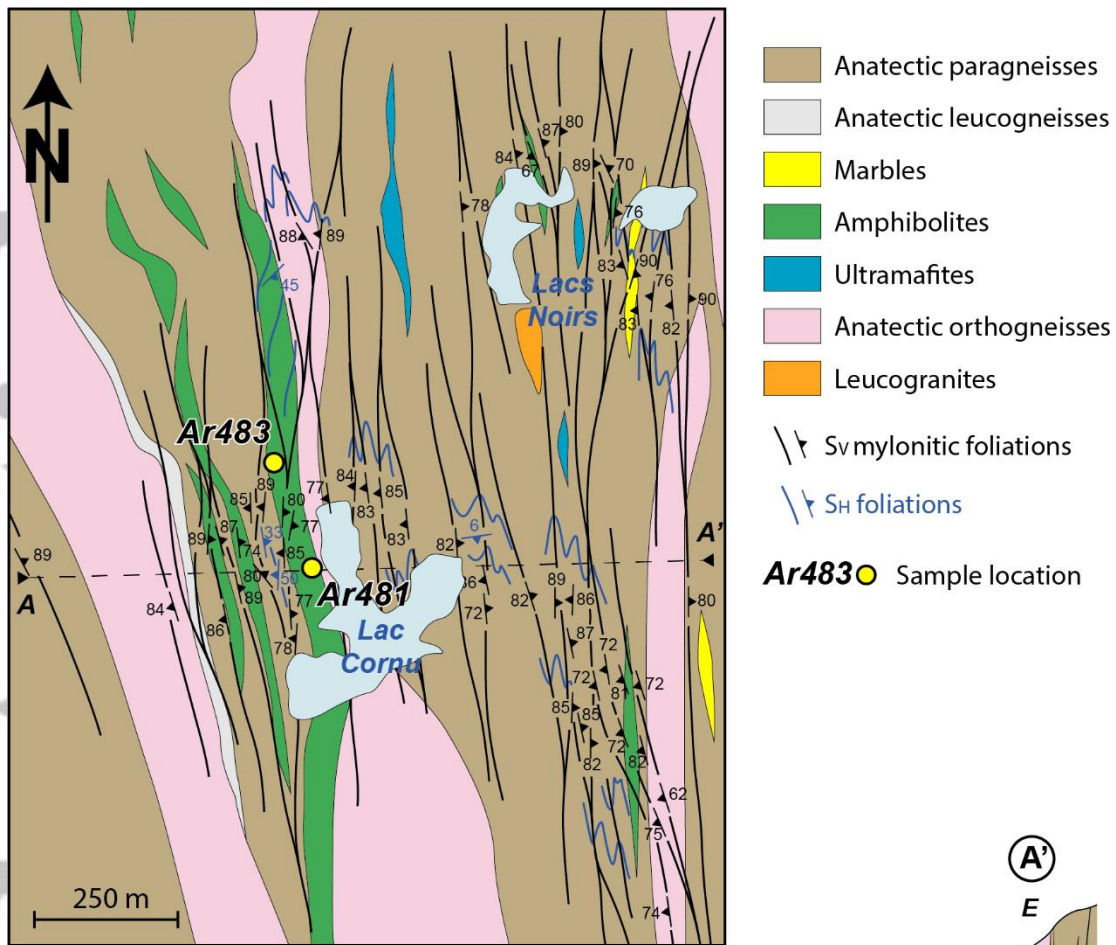 N
Anatectic paragneisses
Anatectic leucogneisses
Marbles
Amphibolites
Ultramafites
Anatectic orthogneisses
Leucogranites
Sv mylonitic foliations
SH foliations
Ar483 Sample location
80
87
84
67
89
70
78
76
88
89
83
90
76
45
90
Lacs
Noirs
83
82
Ar483
89
85
80
77
84
85
83
87
77
33
89
74
85
83
82
6
A'
89
A
80
50
89
77
Ar481
72
82
89
86
80
84
86
78
Lac
Cornu
87
72
72
81
72
85
85
72
82
82
62
75
74
250 m
A'
E